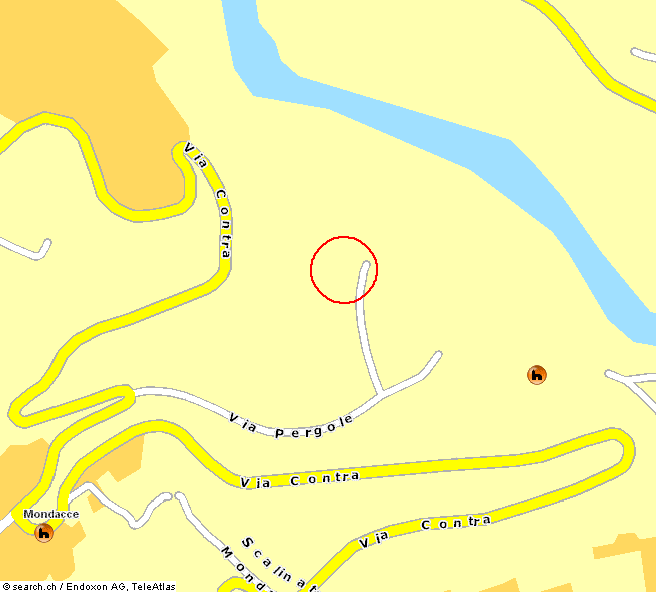 Via Contra
Via Pergole
Via Contra
Mondacce
Via Contra
Scalinat
Mond
© search.ch / Endoxon AG, TeleAtlas